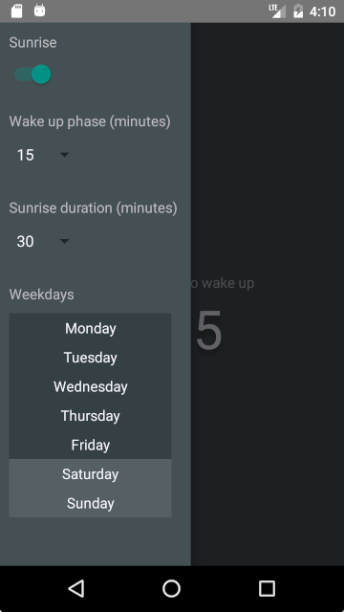 LTE 4:10
Sunrise
Wake up phase (minutes)
15
Sunrise duration (minutes)
30
Weekdays
o wake up
5
Monday
Tuesday
Wednesday
Thursday
Friday
Saturday
Sunday